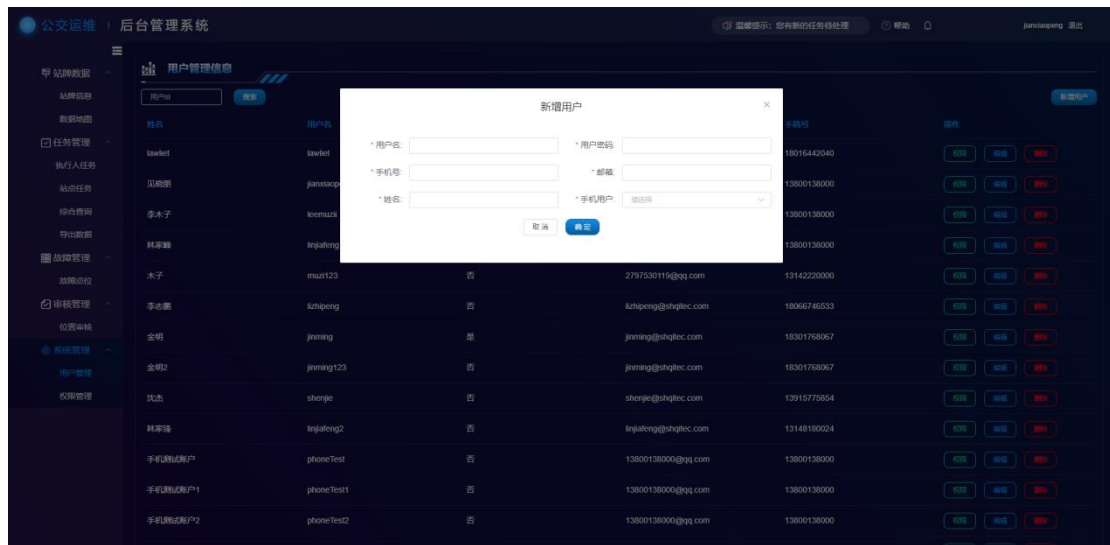 公交运维 后台管理系统 温馨提示：您有新的任务待处理 帮助 jianxiaopeng 退出
站牌数据 用户管理信息
站牌信息 用户id 搜索 新增用户
新增用户 ×
数据地图 姓名 用户名 手机号 操作
任务管理
* 用户名: * 用户密码:
lawliet lawliet 18016442040 权限 编辑 删除
执行人任务
* 手机号: * 邮箱:
站点任务 见晓朋 jianxiaop 13800138000 权限 编辑 删除
* 姓名: * 手机用户: 请选择
综合查询 李木子 leemuzli 13800138000 权限 编辑 删除
取消 确定
导出数据
林家峰 linjiafeng 13800138000 权限 编辑 删除
故障管理
故障点位 木子 muzi123 否 2797530119@qq.com 13142220000 权限 编辑 删除
审核管理 李志鹏 lizhipeng 否 lizhipeng@shqitec.com 18066746533 权限 编辑 删除
位置审核
金明 jinming 是 jinming@shqitec.com 18301768067 权限 编辑 删除
系统管理
用户管理 金明2 jinming123 否 jinming@shqitec.com 18301768067 权限 编辑 删除
权限管理 沈杰 shenjie 否 shenjie@shqitec.com 13915775854 权限 编辑 删除
林家锋 linjiafeng2 否 linjiafeng@shqitec.com 13148180024 权限 编辑 删除
手机测试账户 phoneTest 否 13800138000@qq.com 13800138000 权限 编辑 删除
手机测试账户1 phoneTest1 否 13800138000@qq.com 13800138000 权限 编辑 删除
手机测试账户2 phoneTest2 否 13800138000@qq.com 13800138000 权限 编辑 删除